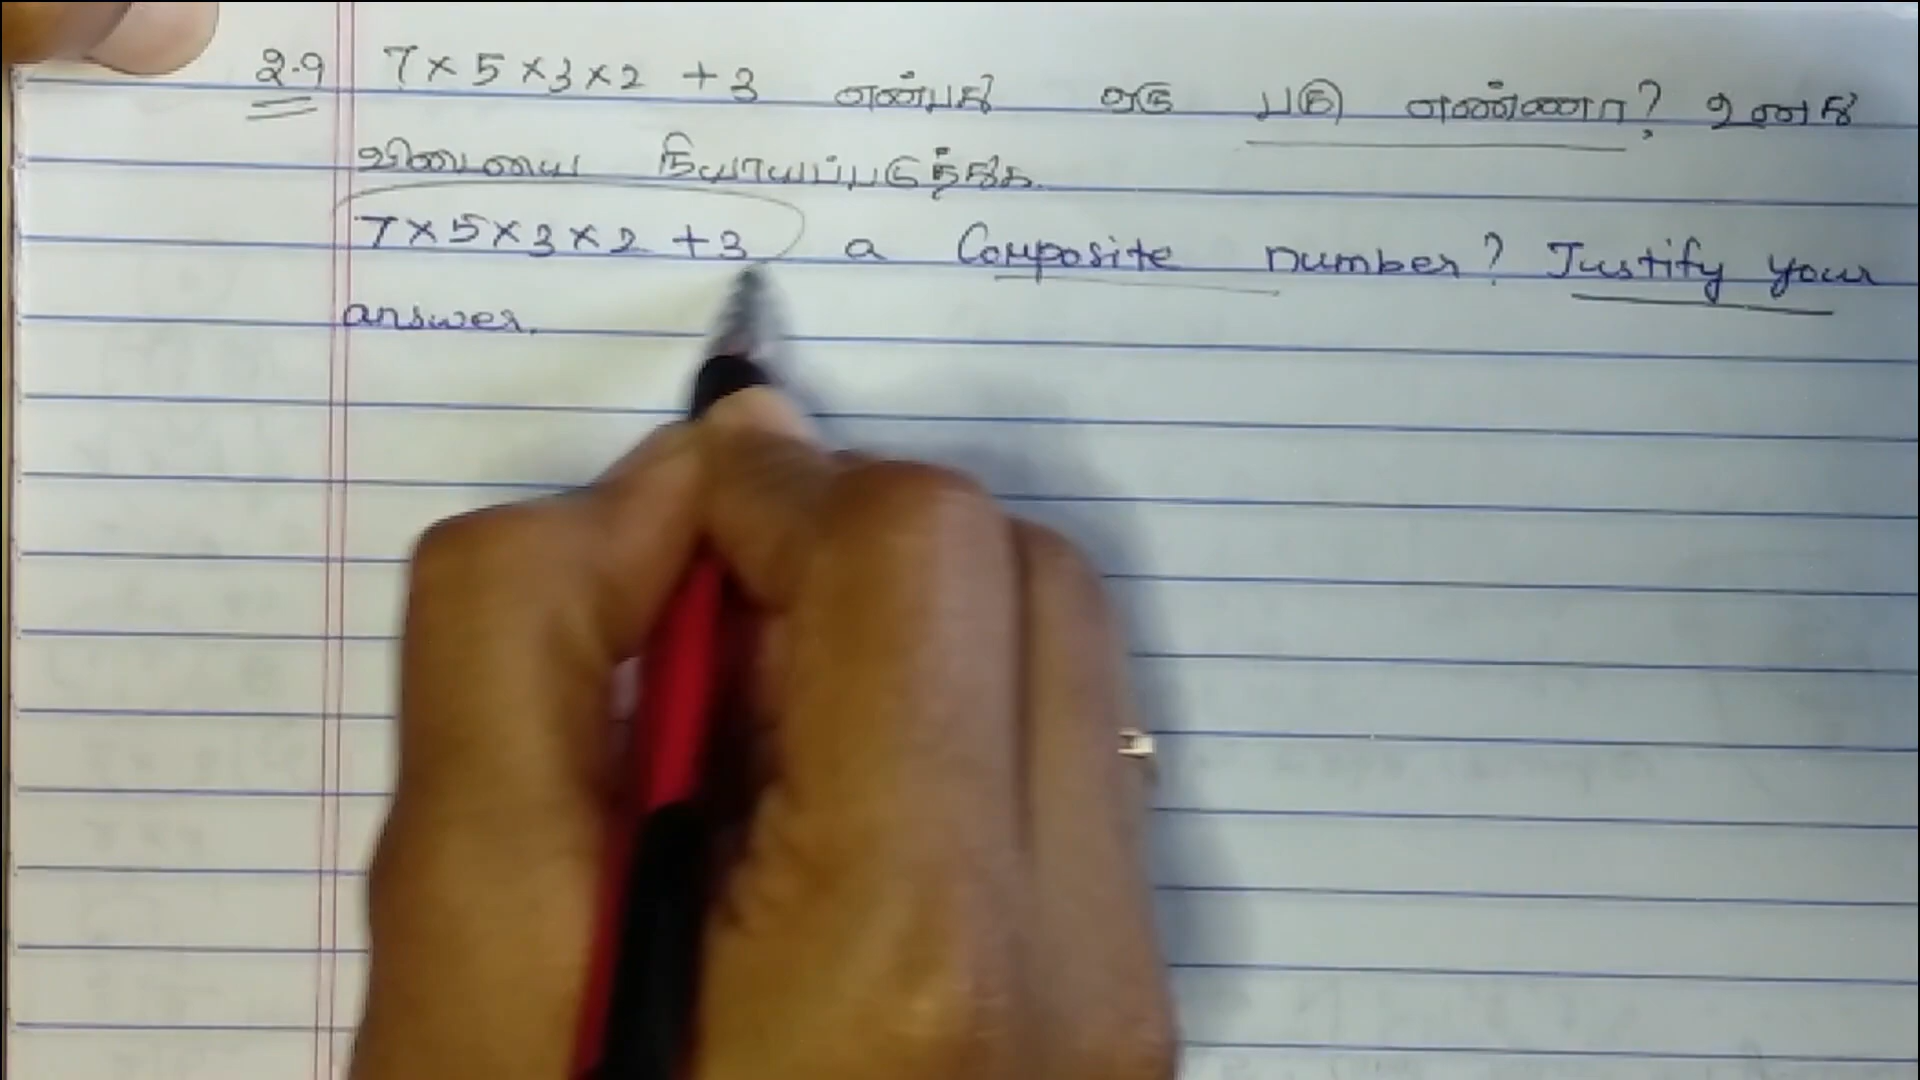 2.9 7 × 5 × 3 × 2 + 3 என்பது ஒரு பகு எண்ணா? உனது
விடையை நியாயப்படுத்துக.
7 × 5 × 3 × 2 + 3 a Composite number? Justify your
answer.